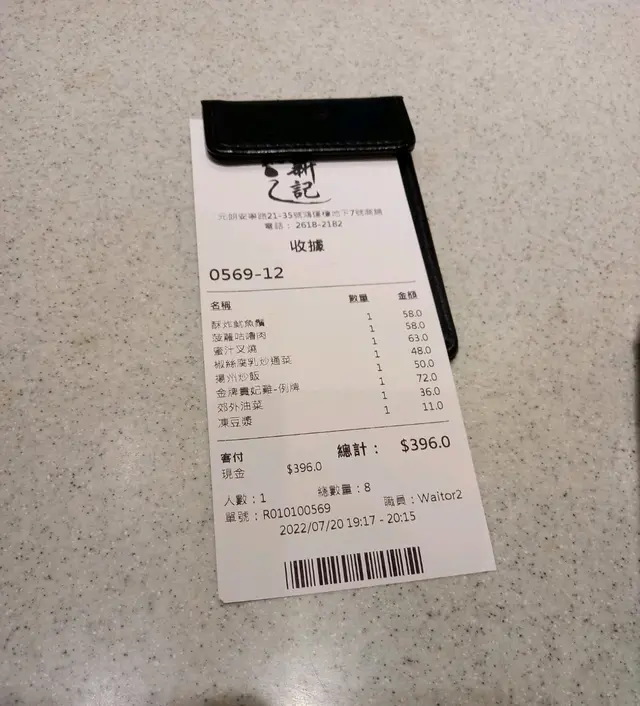 新記
元朗安寧路21-35號鴻運樓地下7號商舖
電話： 2618-2182
收據
0569-12
名稱 數量 金額
酥炸魷魚鬚 1 58.0
菠蘿咕嚕肉 1 58.0
蜜汁叉燒 1 63.0
椒絲腐乳炒通菜 1 48.0
揚州炒飯 1 50.0
金牌貴妃雞-例牌 1 72.0
郊外油菜 1 36.0
凍豆漿 1 11.0
客付 總計： $396.0
現金 $396.0
人數：1 總數量：8
單號：R010100569 職員：Waitor2
2022/07/20 19:17 - 20:15